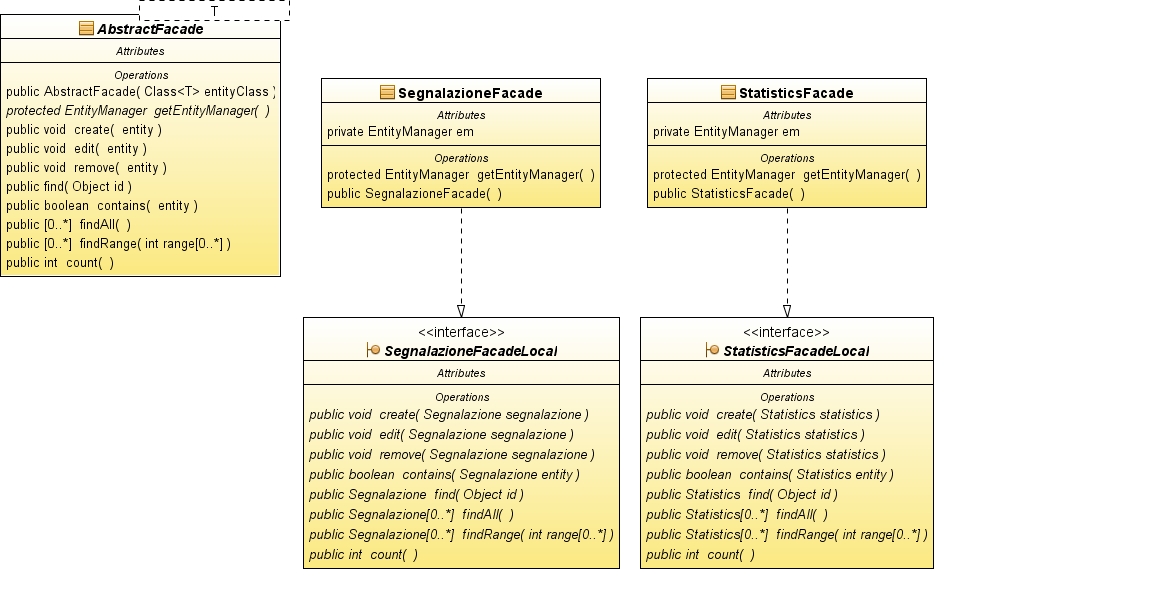 T
AbstractFacade
Attributes
Operations
public AbstractFacade( Class<T> entityClass )
protected EntityManager getEntityManager( )
public void create( entity )
public void edit( entity )
public void remove( entity )
public find( Object id )
public boolean contains( entity )
public [0..*] findAll( )
public [0..*] findRange( int range[0..*] )
public int count( )
SegnalazioneFacade
Attributes
private EntityManager em
Operations
protected EntityManager getEntityManager( )
public SegnalazioneFacade( )
StatisticsFacade
Attributes
private EntityManager em
Operations
protected EntityManager getEntityManager( )
public StatisticsFacade( )
<<interface>>
SegnalazioneFacadeLocal
Attributes
Operations
public void create( Segnalazione segnalazione )
public void edit( Segnalazione segnalazione )
public void remove( Segnalazione segnalazione )
public boolean contains( Segnalazione entity )
public Segnalazione find( Object id )
public Segnalazione[0..*] findAll( )
public Segnalazione[0..*] findRange( int range[0..*] )
public int count( )
<<interface>>
StatisticsFacadeLocal
Attributes
Operations
public void create( Statistics statistics )
public void edit( Statistics statistics )
public void remove( Statistics statistics )
public boolean contains( Statistics entity )
public Statistics find( Object id )
public Statistics[0..*] findAll( )
public Statistics[0..*] findRange( int range[0..*] )
public int count( )